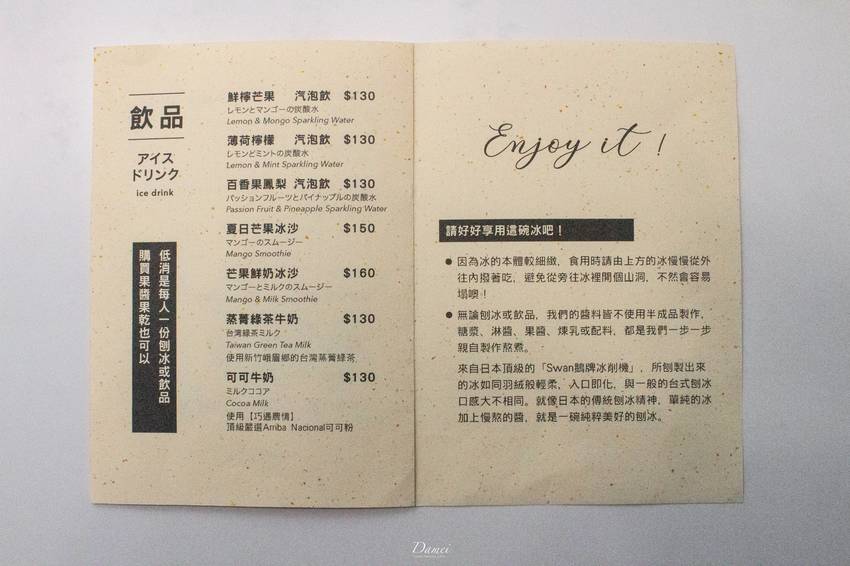 飲品
アイス
ドリンク
ice drink
低消是每人一份刨冰或飲品
購買果醬果乾也可以
鮮檸芒果 汽泡飲 $130
レモンとマンゴーの炭酸水
Lemon & Mongo Sparkling Water
薄荷檸檬 汽泡飲 $130
レモンとミントの炭酸水
Lemon & Mint Sparkling Water
百香果鳳梨 汽泡飲 $130
パッションフルーツとパイナップルの炭酸水
Passion Fruit & Pineapple Sparkling Water
夏日芒果冰沙 $150
マンゴーのスムージー
Mango Smoothie
芒果鮮奶冰沙 $160
マンゴーとミルクのスムージー
Mango & Milk Smoothie
蒸菁綠茶牛奶 $130
台湾緑茶ミルク
Taiwan Green Tea Milk
使用新竹峨眉鄉的台灣蒸菁綠茶
可可牛奶 $130
ミルクココア
Cocoa Milk
使用【巧遇農情】
頂級嚴選Arriba Nacional可可粉
Enjoy it !
請好好享用這碗冰吧！
● 因為冰的本體較細緻，食用時請由上方的冰慢慢從外
往內撥著吃，避免從旁往冰裡開個山洞，不然會容易
塌噢！
● 無論刨冰或飲品，我們的醬料皆不使用半成品製作，
糖漿、淋醬、果醬、煉乳或配料，都是我們一步一步
親自製作熬煮。
來自日本頂級的「Swan鵝牌冰削機」，所刨製出來
的冰如同羽絨般輕柔、入口即化，與一般的台式刨冰
口感大不相同。就像日本的傳統刨冰精神，單純的冰
加上慢熬的醬，就是一碗純粹美好的刨冰。
Damei